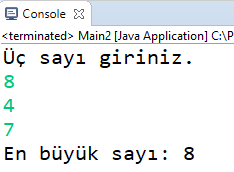 Console
<terminated> Main2 [Java Application] C:\P
Üç sayı giriniz.
8
4
7
En büyük sayı: 8